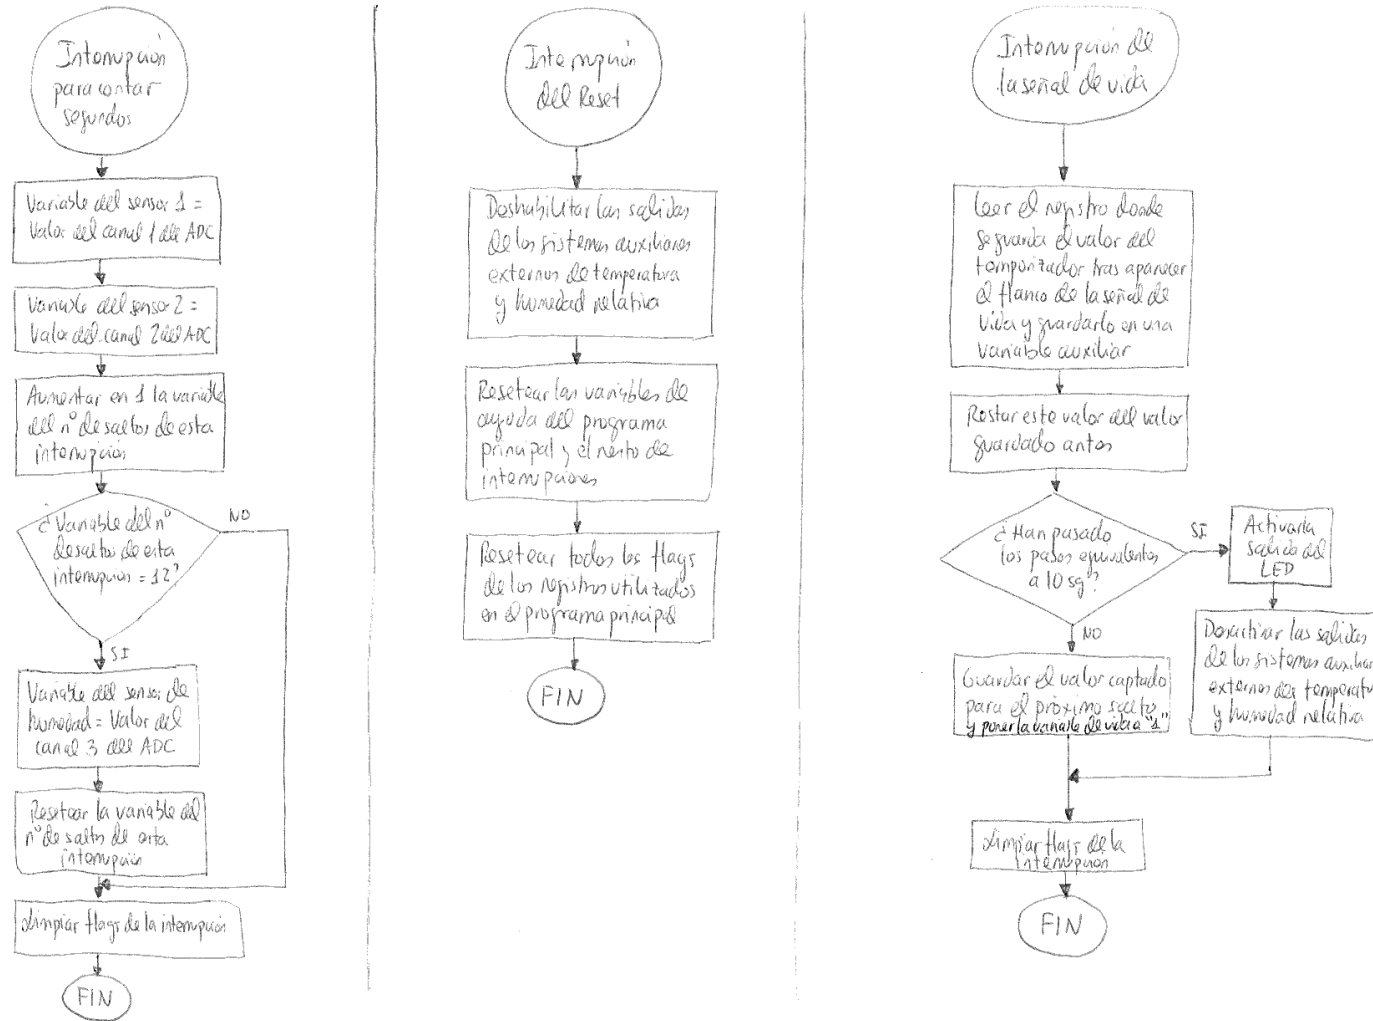 Interrupción
para contar
segundos
Variable del sensor 1 =
Valor del canal 1 del ADC
Variable del sensor 2 =
Valor del canal 2 del ADC
Aumentar en 1 la variable
del nº de saltos de esta
interrupción
¿Variable del nº
de saltos de esta
interrupción = 12?
NO
SI
Variable del sensor de
humedad = Valor del
canal 3 del ADC
Resetear la variable del
nº de saltos de esta
interrupción
Limpiar flags de la interrupción
FIN
Interrupción
del Reset
Deshabilitar las salidas
de los sistemas auxiliares
externos de temperatura
y humedad relativa
Resetear las variables de
ayuda del programa
principal y el resto de
interrupciones
Resetear todos los flags
de los registros utilizados
en el programa principal
FIN
Interrupción de
la señal de vida
Leer el registro donde
se guarda el valor del
temporizador tras aparecer
el flanco de la señal de
vida y guardarlo en una
variable auxiliar
Restar este valor del valor
guardado antes
¿Han pasado
los pasos equivalentes
a 10 sg?
SI
Activar la
salida del
LED
NO
Desactivar las salidas
de los sistemas auxiliar
externos de temperatu
y humedad relativa
Guardar el valor captado
para el próximo salto
y poner la variable de vida a "1"
Limpiar flags de la
interrupción
FIN